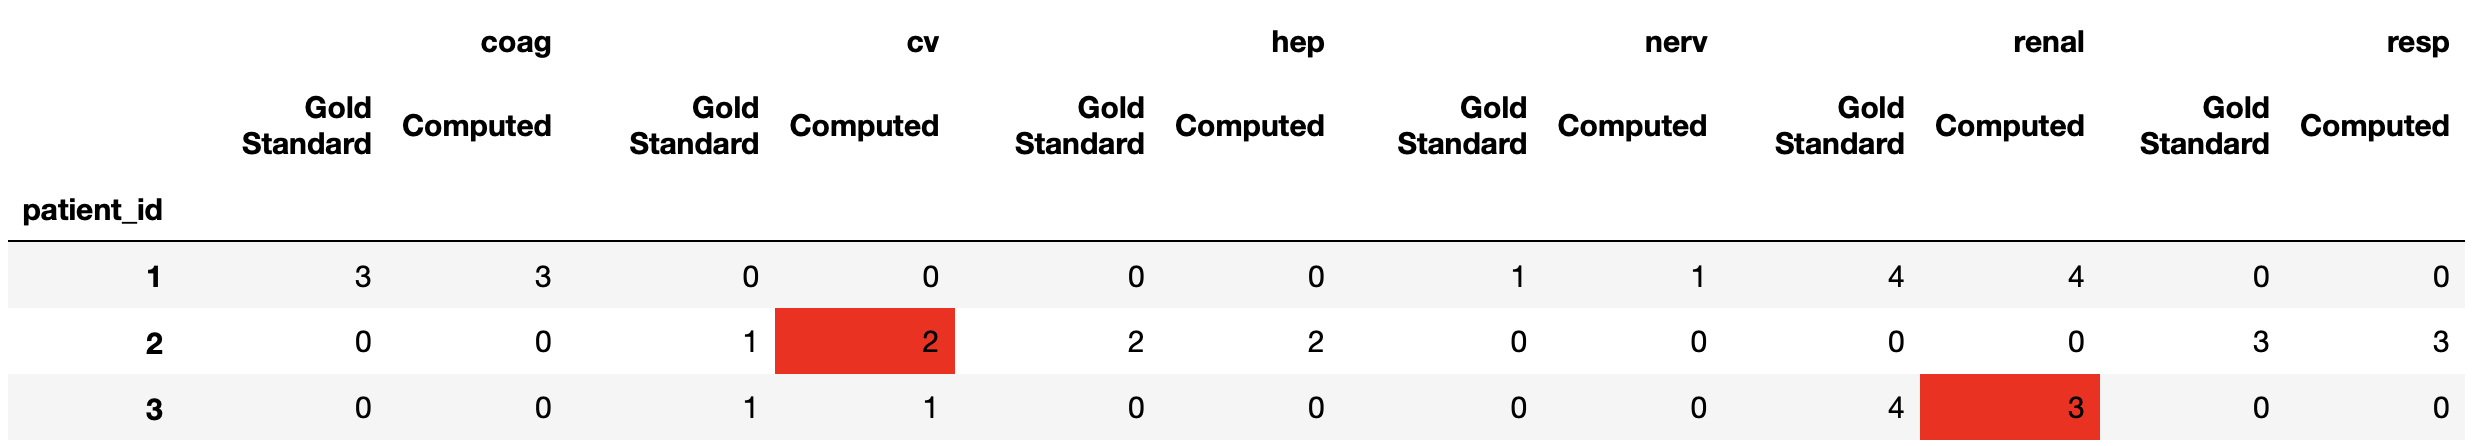 coag cv hep nerv renal resp
Gold Standard Computed Gold Standard Computed Gold Standard Computed Gold Standard Computed Gold Standard Computed Gold Standard Computed
patient_id
1 3 3 0 0 0 0 1 1 4 4 0 0
2 0 0 1 2 2 2 0 0 0 0 3 3
3 0 0 1 1 0 0 0 0 4 3 0 0